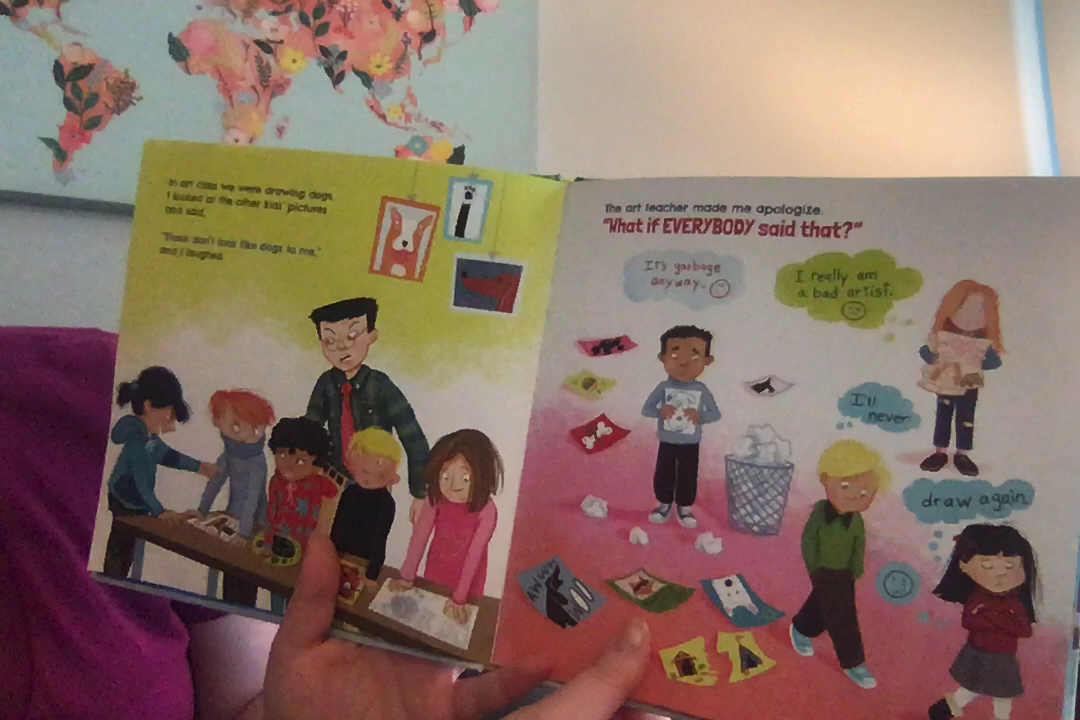 In art class we were drawing dogs.
I looked at the other kids' pictures
and said,
"Those don't look like dogs to me,"
and I laughed.
The art teacher made me apologize.
"What if EVERYBODY said that?"
It's garbage
anyway.
I really am
a bad artist.
I'll
never
draw again